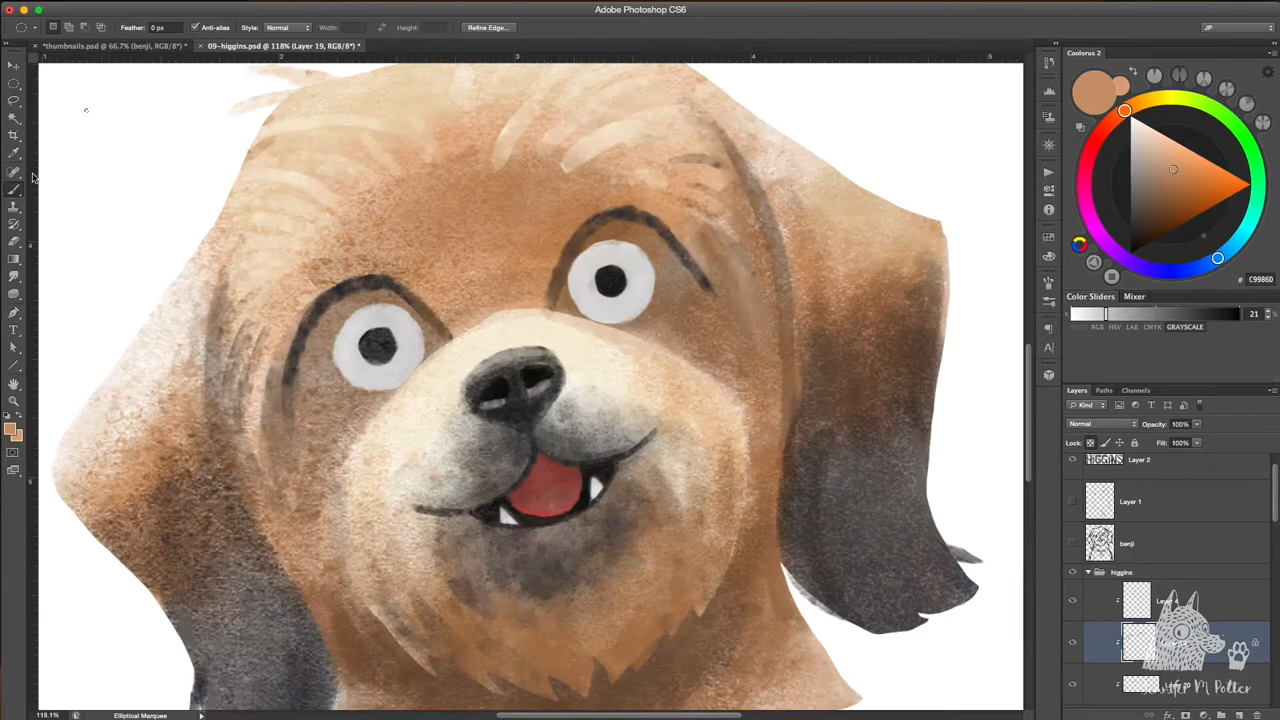 Adobe Photoshop CS6
Feather: 0 px Anti-alias Style: Normal Width: Height: Refine Edge... JP
*thumbnails.psd @ 66.7% (benji, RGB/8*) * 09-higgins.psd @ 118% (Layer 19, RGB/8*) *
Coolorus 2
# C9986D
Color Sliders Mixer
K 21 %
RGB HSV LAB CMYK GRAYSCALE
Layers Paths Channels
Kind
Normal Opacity: 100%
Lock: Fill: 100%
HIGGINS Layer 2
Layer 1
benji
higgins
Jennifer M Potter
118.1% Elliptical Marquee